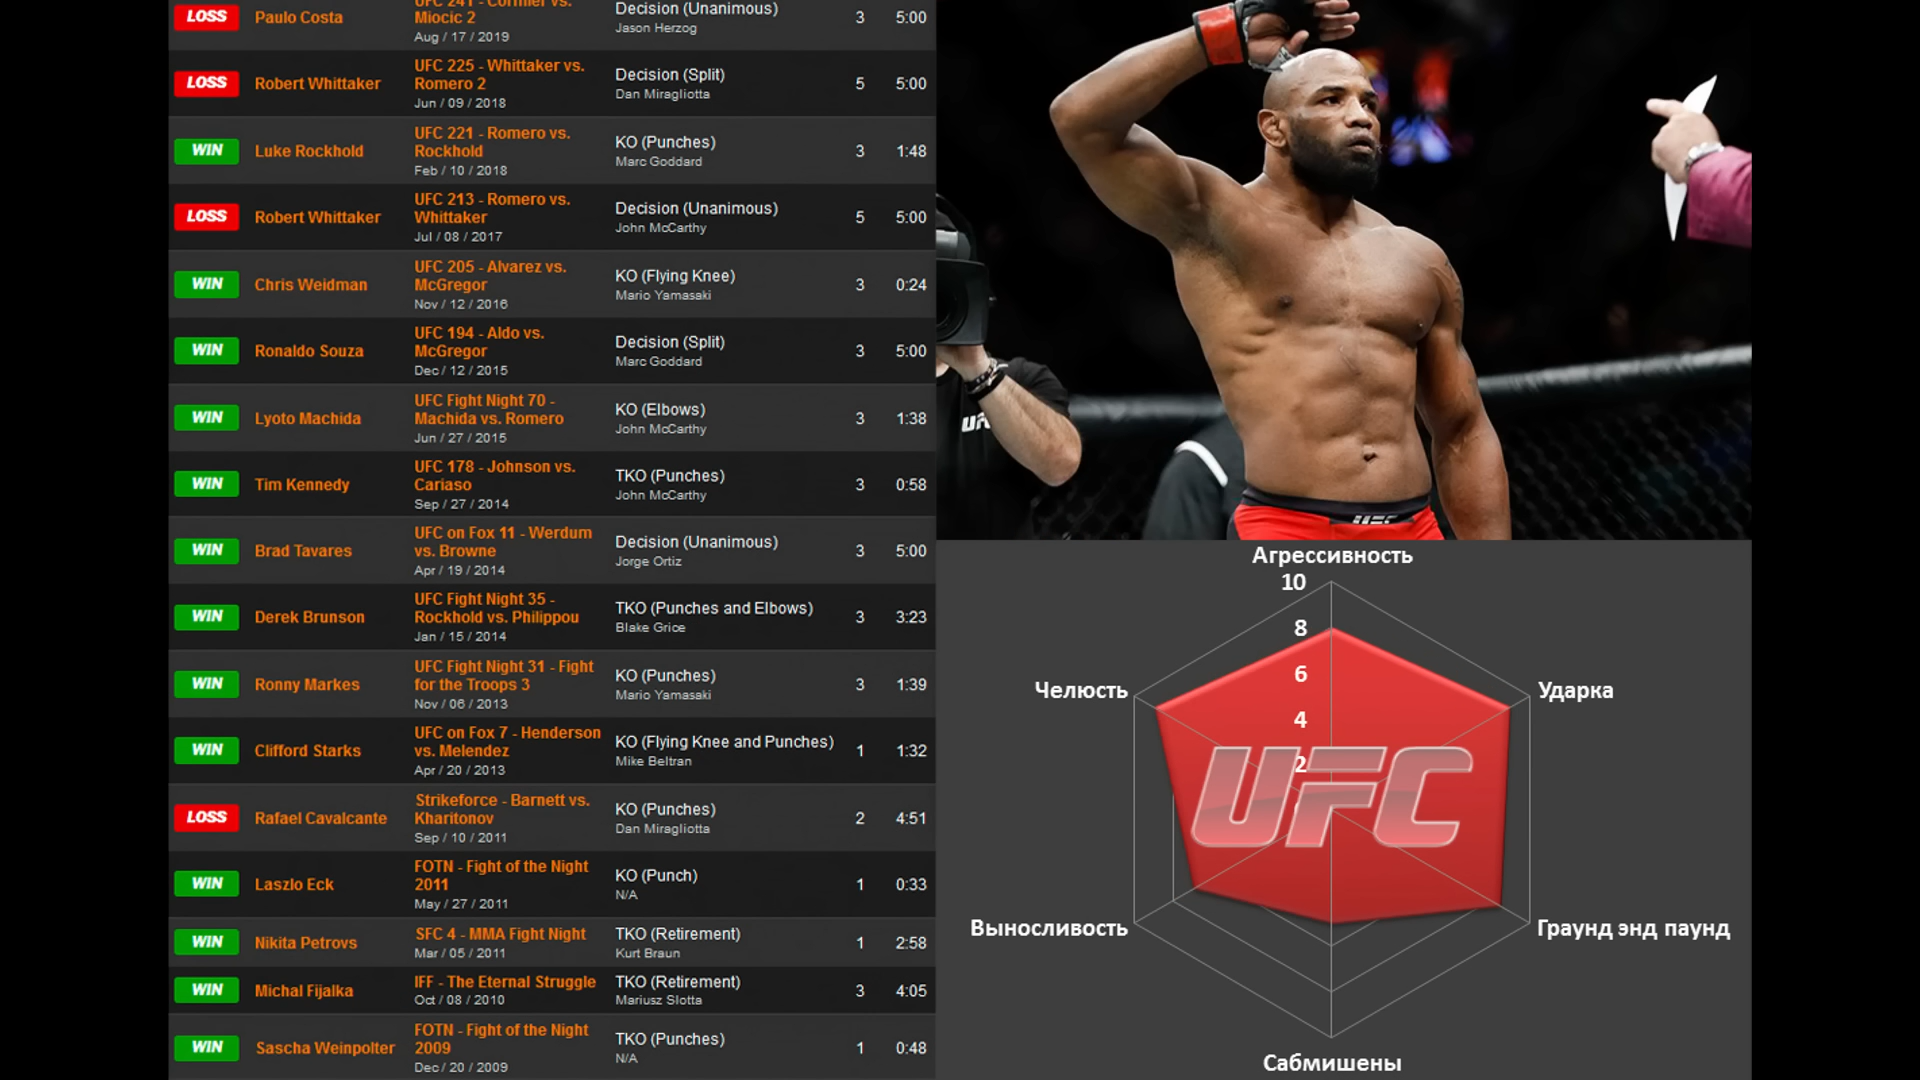 LOSS Paulo Costa UFC 241 - Cormier vs. Miocic 2 Decision (Unanimous) 3 5:00
Aug / 17 / 2019 Jason Herzog
LOSS Robert Whittaker UFC 225 - Whittaker vs. Romero 2 Decision (Split) 5 5:00
Jun / 09 / 2018 Dan Miragliotta
WIN Luke Rockhold UFC 221 - Romero vs. Rockhold KO (Punches) 3 1:48
Feb / 10 / 2018 Marc Goddard
LOSS Robert Whittaker UFC 213 - Romero vs. Whittaker Decision (Unanimous) 5 5:00
Jul / 08 / 2017 John McCarthy
WIN Chris Weidman UFC 205 - Alvarez vs. McGregor KO (Flying Knee) 3 0:24
Nov / 12 / 2016 Mario Yamasaki
WIN Ronaldo Souza UFC 194 - Aldo vs. McGregor Decision (Split) 3 5:00
Dec / 12 / 2015 Marc Goddard
WIN Lyoto Machida UFC Fight Night 70 - Machida vs. Romero KO (Elbows) 3 1:38
Jun / 27 / 2015 John McCarthy
WIN Tim Kennedy UFC 178 - Johnson vs. Cariaso TKO (Punches) 3 0:58
Sep / 27 / 2014 John McCarthy
WIN Brad Tavares UFC on Fox 11 - Werdum vs. Browne Decision (Unanimous) 3 5:00
Apr / 19 / 2014 Jorge Ortiz
WIN Derek Brunson UFC Fight Night 35 - Rockhold vs. Philippou TKO (Punches and Elbows) 3 3:23
Jan / 15 / 2014 Blake Grice
WIN Ronny Markes UFC Fight Night 31 - Fight for the Troops 3 KO (Punches) 3 1:39
Nov / 06 / 2013 Mario Yamasaki
WIN Clifford Starks UFC on Fox 7 - Henderson vs. Melendez KO (Flying Knee and Punches) 1 1:32
Apr / 20 / 2013 Mike Beltran
LOSS Rafael Cavalcante Strikeforce - Barnett vs. Kharitonov KO (Punches) 2 4:51
Sep / 10 / 2011 Dan Miragliotta
WIN Laszlo Eck FOTN - Fight of the Night 2011 KO (Punch) 1 0:33
May / 27 / 2011 N/A
WIN Nikita Petrovs SFC 4 - MMA Fight Night TKO (Retirement) 1 2:58
Mar / 05 / 2011 Kurt Braun
WIN Michal Fijalka IFF - The Eternal Struggle TKO (Retirement) 3 4:05
Oct / 08 / 2010 Mariusz Slotta
WIN Sascha Weinpolter FOTN - Fight of the Night 2009 TKO (Punches) 1 0:48
Dec / 20 / 2009 N/A
UFC
Агрессивность
10
8
6
4
2
Челюсть
Ударка
UFC
Выносливость
Граунд энд паунд
Сабмишены